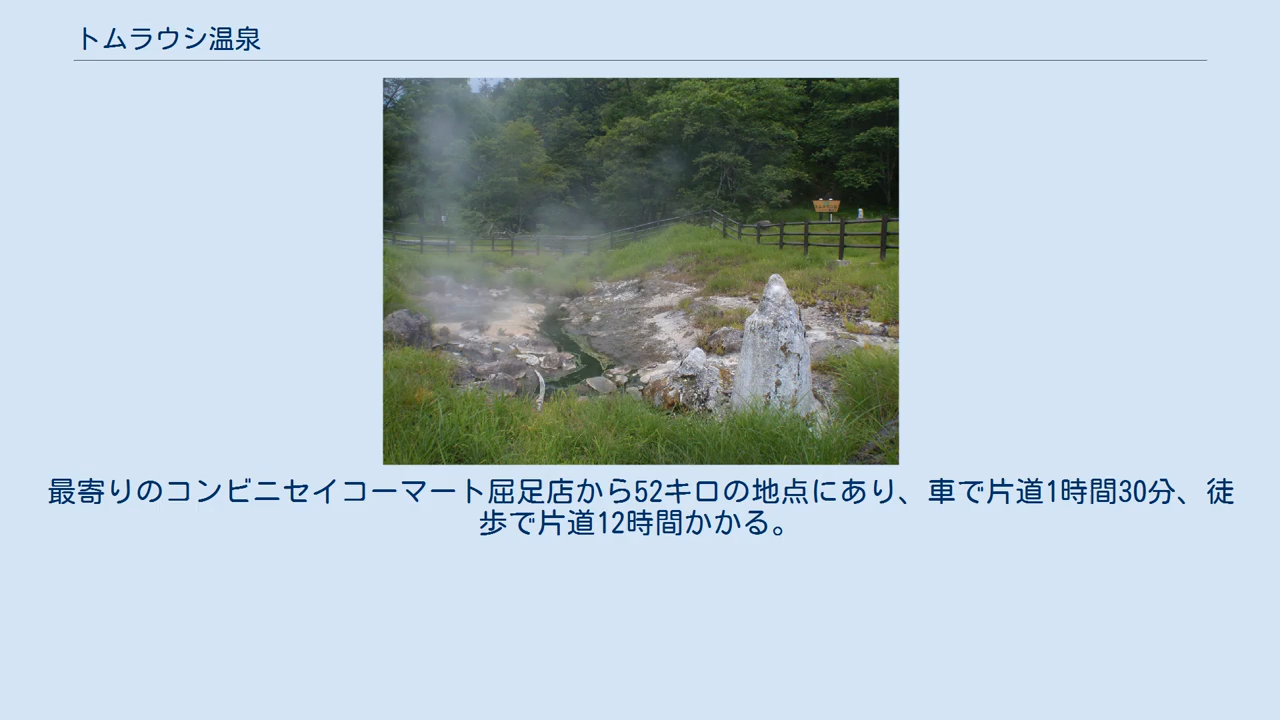 トムラウシ温泉
最寄りのコンビニセイコーマート屈足店から52キロの地点にあり、車で片道1時間30分、徒
歩で片道12時間かかる。